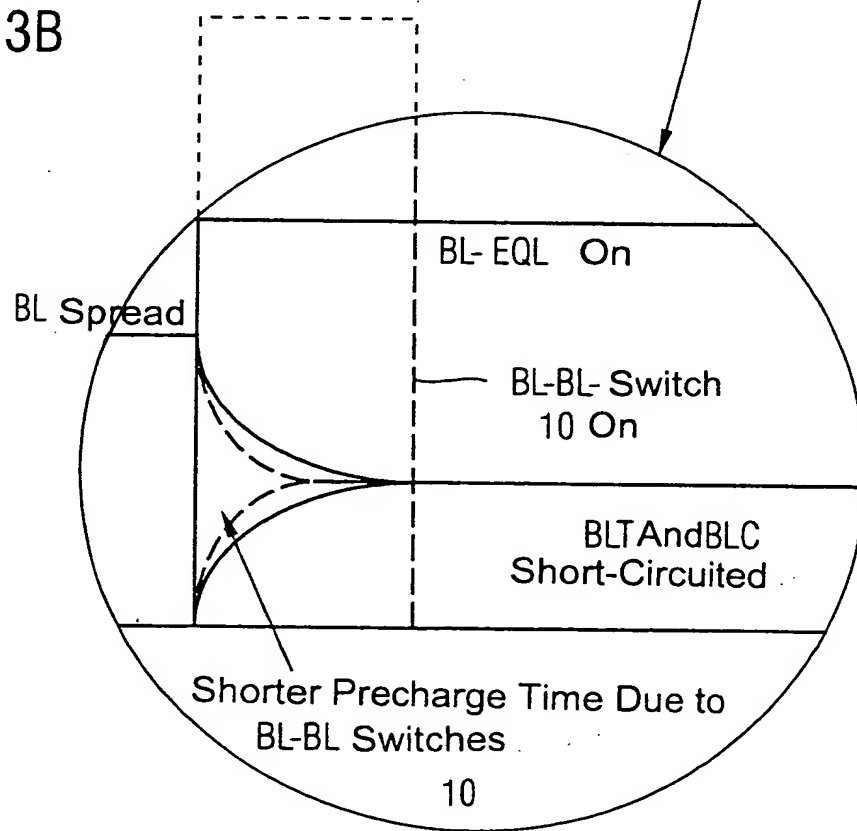 3B
BL-EQL On
BL Spread
BL-BL-Switch
10 On
BLTAndBLC
Short-Circuited
Shorter Precharge Time Due to
BL-BL Switches
10